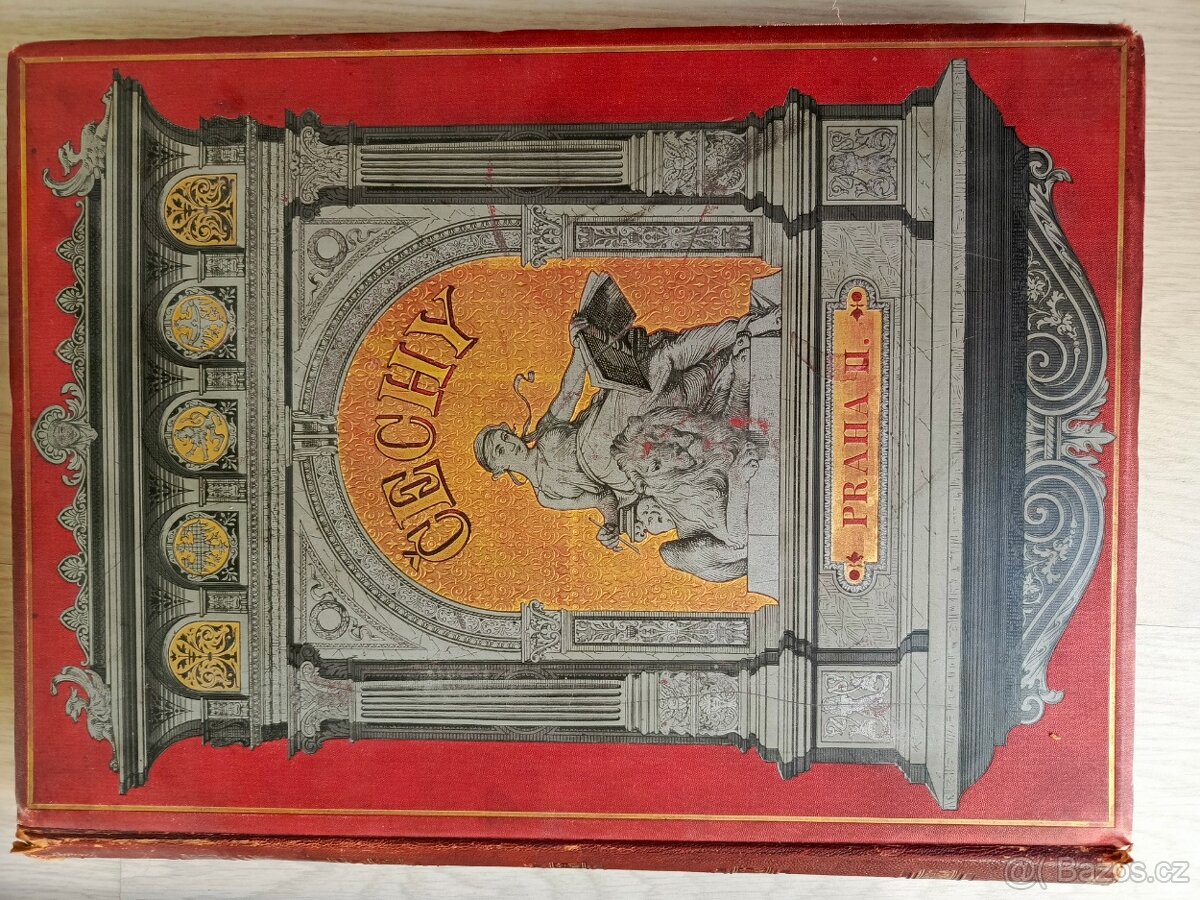 ČECHY
PRAHA II.
@( Bazos.cz